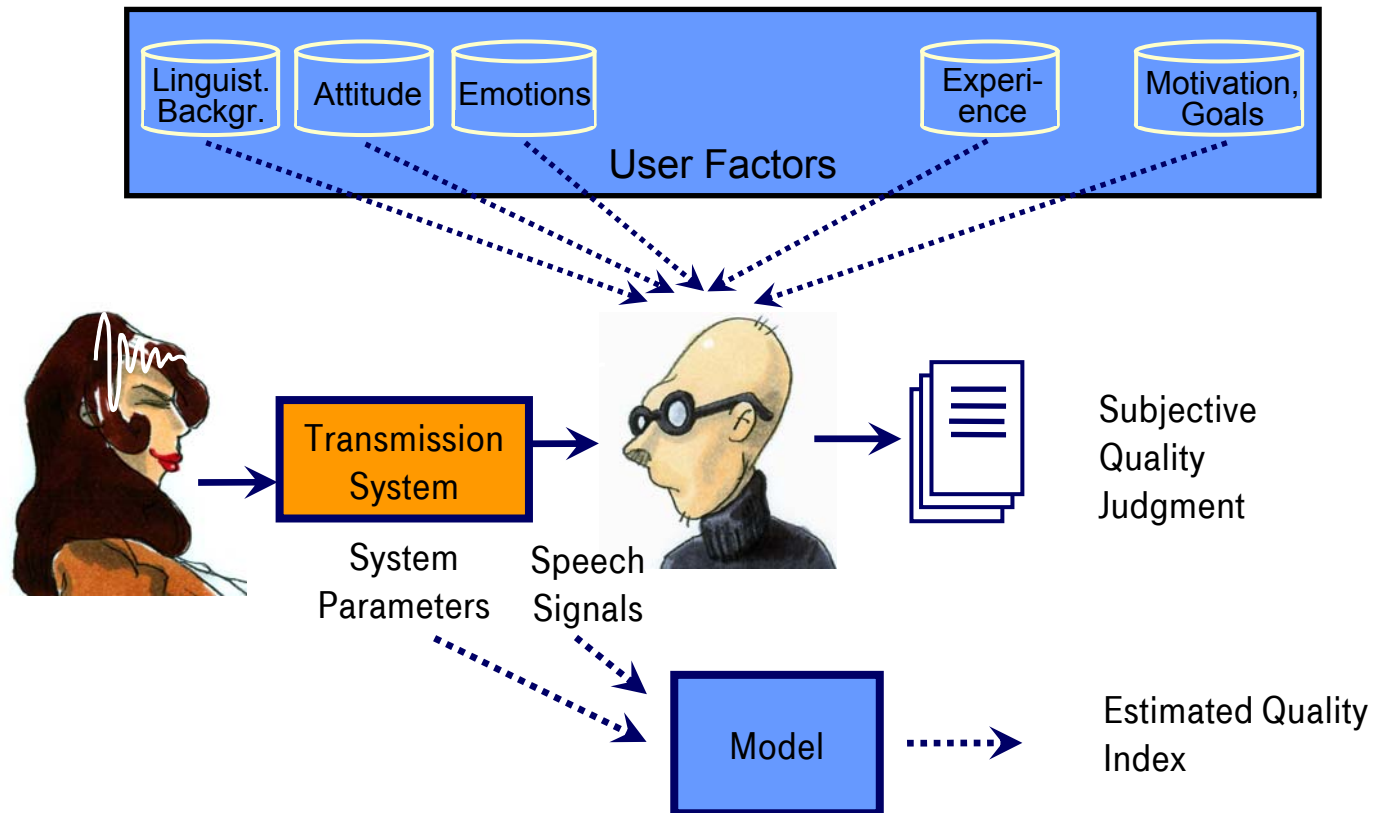 Linguist.
Backgr.
Attitude
Emotions
Experi-
ence
Motivation,
Goals
User Factors
Transmission
System
Subjective
Quality
Judgment
System
Parameters
Speech
Signals
Model
Estimated Quality
Index